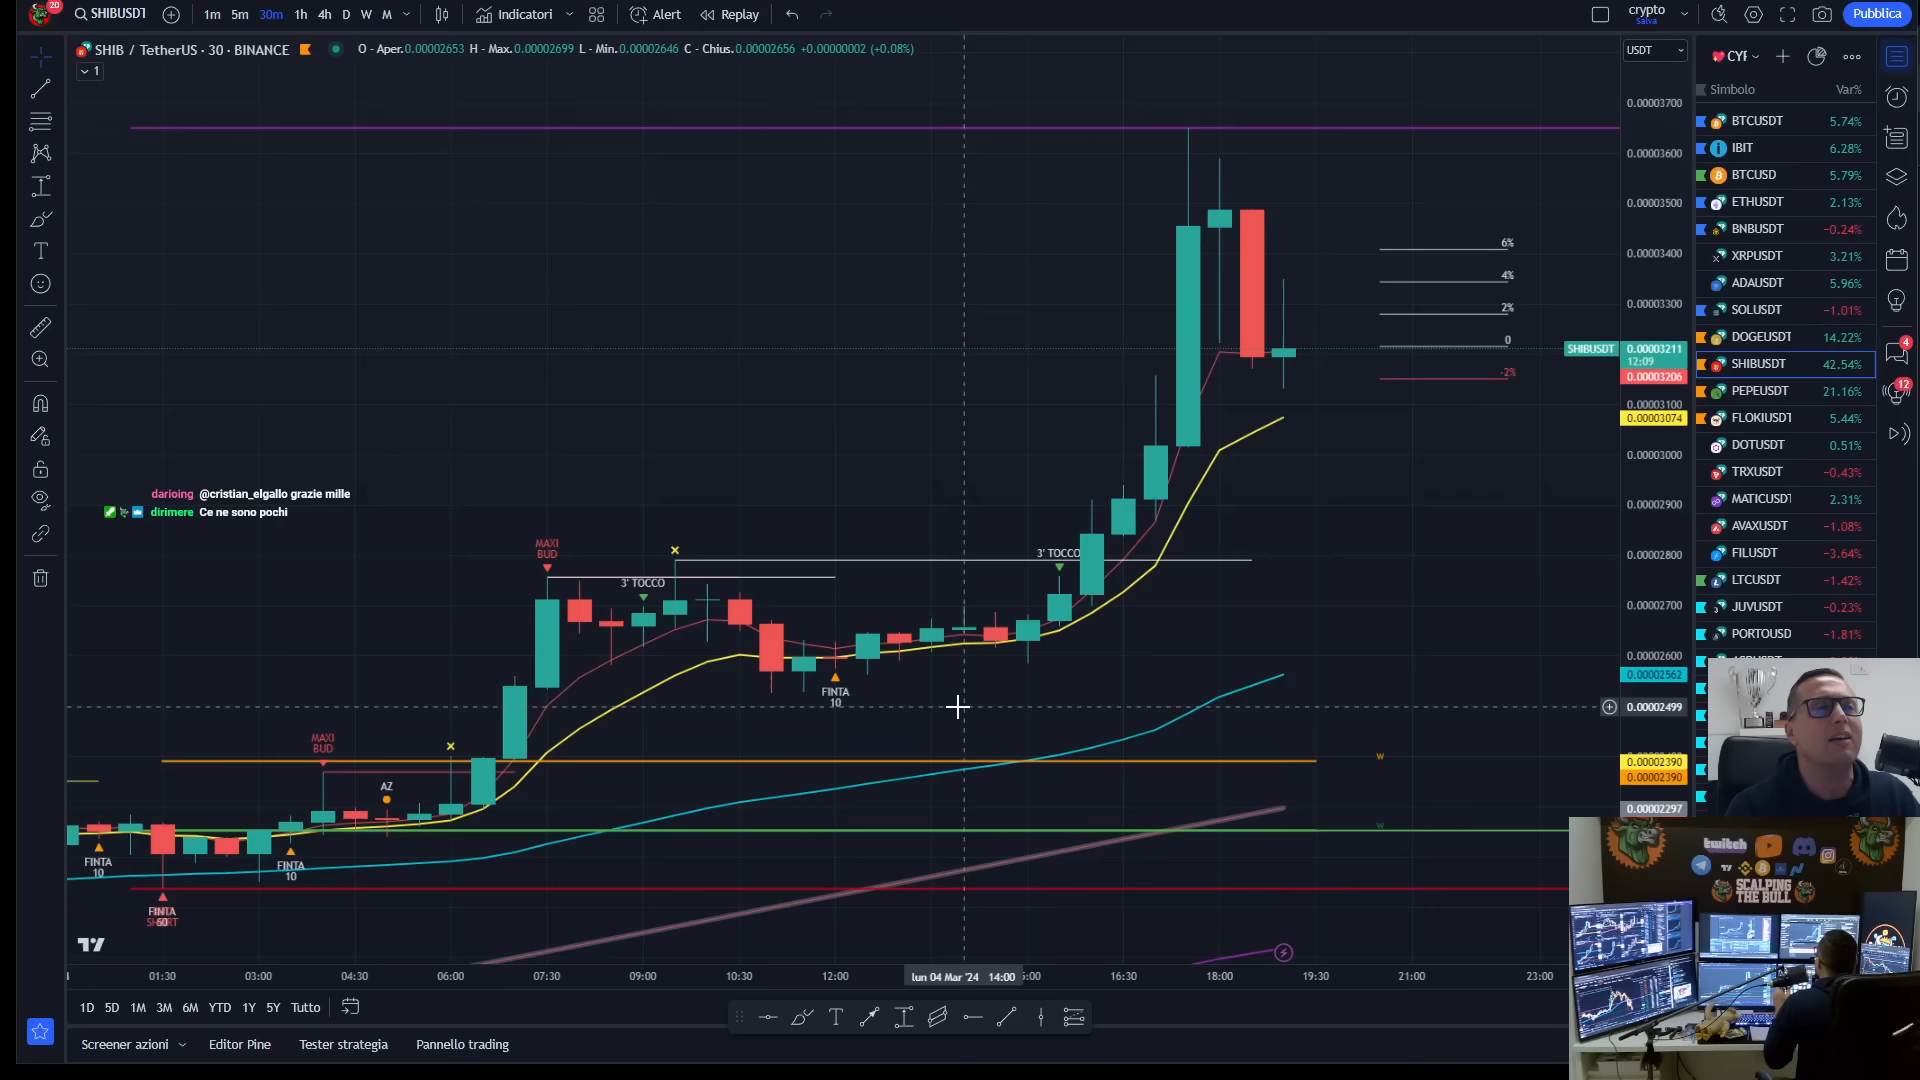 20
SHIBUSDT
1m 5m 30m 1h 4h D W M
Indicatori
Alert
Replay
crypto
Salva
Pubblica
SHIB / TetherUS · 30 · BINANCE
O - Aper.0.00002653 H - Max.0.00002699 L - Min.0.00002646 C - Chius.0.00002656 +0.00000002 (+0.08%)
1
USDT
CYF
Simbolo Var%
BTCUSDT 5.74%
IBIT 6.28%
BTCUSD 5.79%
ETHUSDT 2.13%
BNBUSDT −0.24%
XRPUSDT 3.21%
ADAUSDT 5.96%
SOLUSDT −1.01%
DOGEUSDT 14.22%
SHIBUSDT 42.54%
PEPEUSDT 21.16%
FLOKIUSDT 5.44%
DOTUSDT 0.51%
TRXUSDT −0.43%
MATICUSDT 2.31%
AVAXUSDT −1.08%
FILUSDT −3.64%
LTCUSDT −1.42%
JUVUSDT −0.23%
PORTOUSD −1.81%
4
12
0.00003700
0.00003600
0.00003500
0.00003400
0.00003300
SHIBUSDT 0.00003211
12:09
0.00003206
0.00003100
0.00003074
0.00003000
0.00002900
0.00002800
0.00002700
0.00002600
0.00002562
0.00002499
0.00002390
0.00002390
0.00002297
6%
4%
2%
0
-2%
darioing @cristian_elgallo grazie mille
dirimere Ce ne sono pochi
MAXI
BUD
3' TOCCO
3' TOCCO
FINTA
10
MAXI
BUD
AZ
W
W
FINTA
10
FINTA
10
FINTA
60
01:30 03:00 04:30 06:00 07:30 09:00 10:30 12:00 lun 04 Mar '24 14:00 16:30 18:00 19:30 21:00 23:00
1D 5D 1M 3M 6M YTD 1Y 5Y Tutto
Screener azioni
Editor Pine
Tester strategia
Pannello trading
twitch
SCALPING
THE BULL